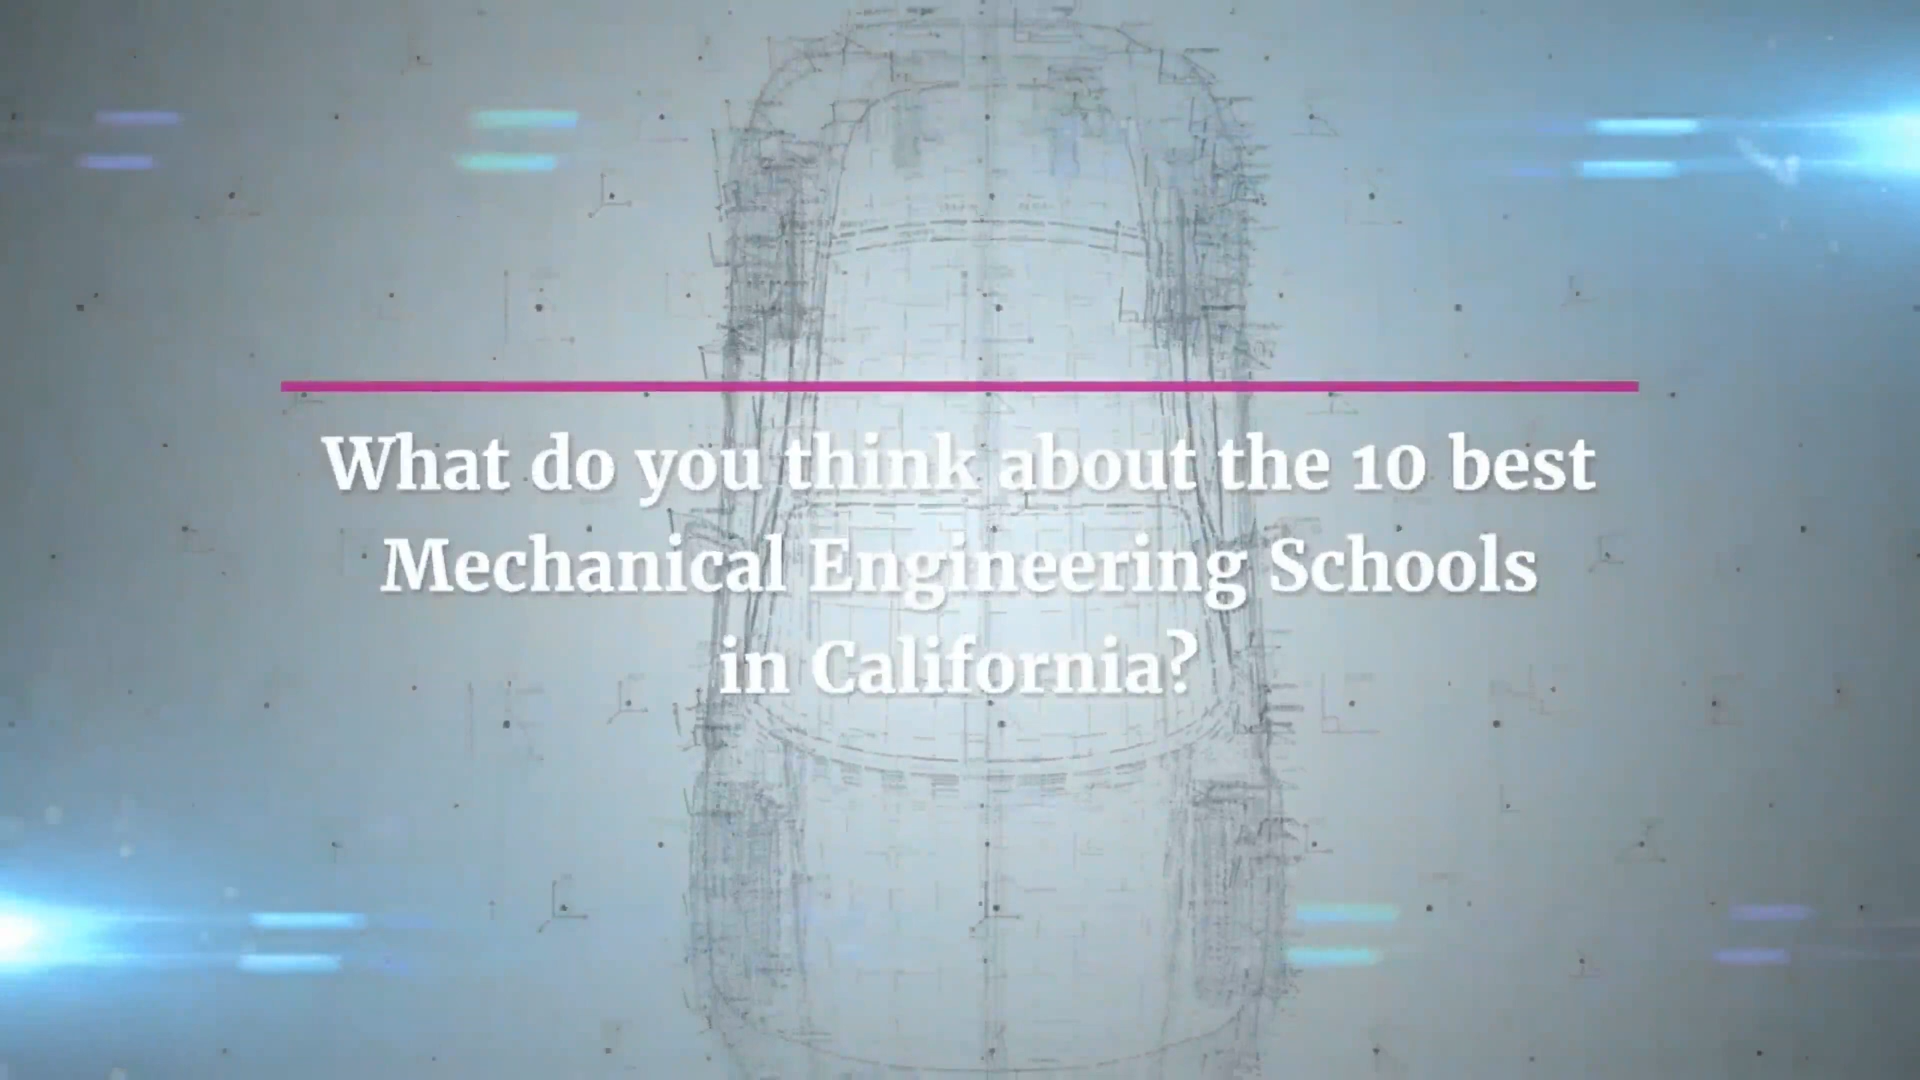 What do you think about the 10 best
Mechanical Engineering Schools
in California?